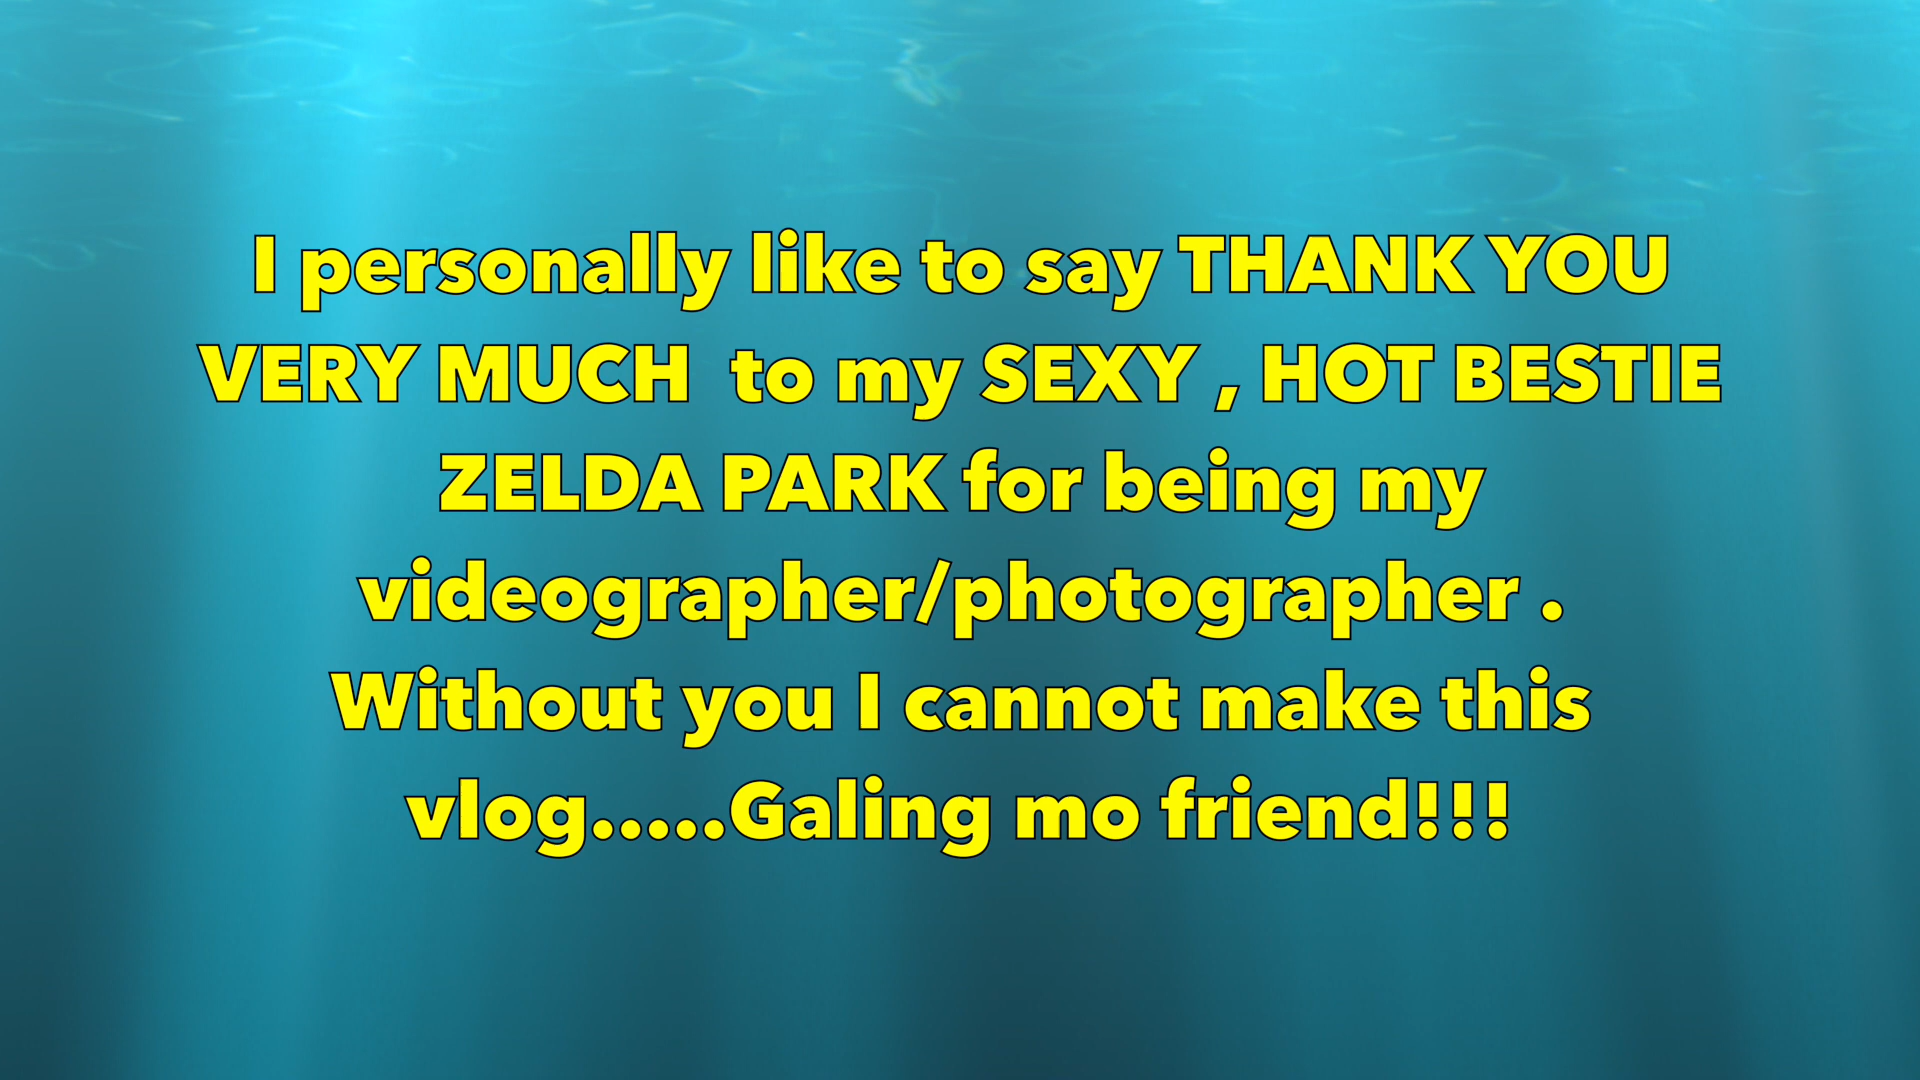 I personally like to say THANK YOU
VERY MUCH  to my SEXY , HOT BESTIE
ZELDA PARK for being my
videographer/photographer .
Without you I cannot make this
vlog.....Galing mo friend!!!